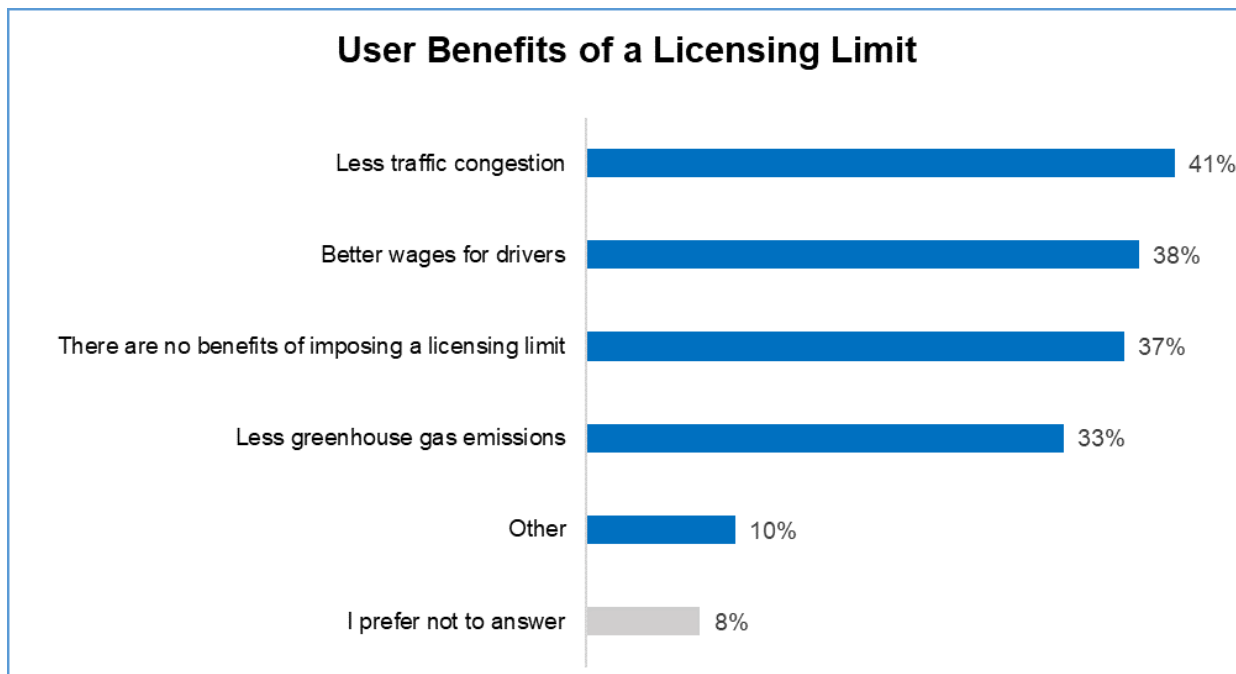 User Benefits of a Licensing Limit
Less traffic congestion 41%
Better wages for drivers 38%
There are no benefits of imposing a licensing limit 37%
Less greenhouse gas emissions 33%
Other 10%
I prefer not to answer 8%